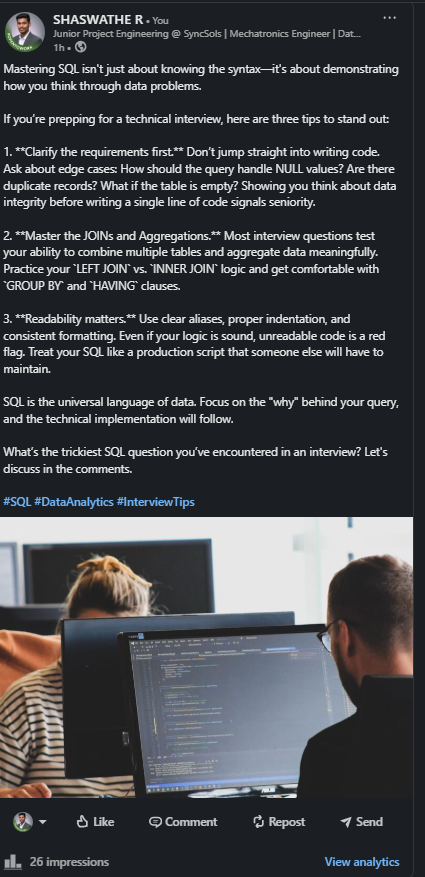 SHASWATHE R • You
Junior Project Engineering @ SyncSols | Mechatronics Engineer | Dat...
1h •
Mastering SQL isn't just about knowing the syntax—it's about demonstrating
how you think through data problems.
If you're prepping for a technical interview, here are three tips to stand out:
1. **Clarify the requirements first.** Don't jump straight into writing code.
Ask about edge cases: How should the query handle NULL values? Are there
duplicate records? What if the table is empty? Showing you think about data
integrity before writing a single line of code signals seniority.
2. **Master the JOINs and Aggregations.** Most interview questions test
your ability to combine multiple tables and aggregate data meaningfully.
Practice your `LEFT JOIN` vs. `INNER JOIN` logic and get comfortable with
`GROUP BY` and `HAVING` clauses.
3. **Readability matters.** Use clear aliases, proper indentation, and
consistent formatting. Even if your logic is sound, unreadable code is a red
flag. Treat your SQL like a production script that someone else will have to
maintain.
SQL is the universal language of data. Focus on the "why" behind your query,
and the technical implementation will follow.
What's the trickiest SQL question you've encountered in an interview? Let's
discuss in the comments.
#SQL #DataAnalytics #InterviewTips
Like
Comment
Repost
Send
26 impressions
View analytics